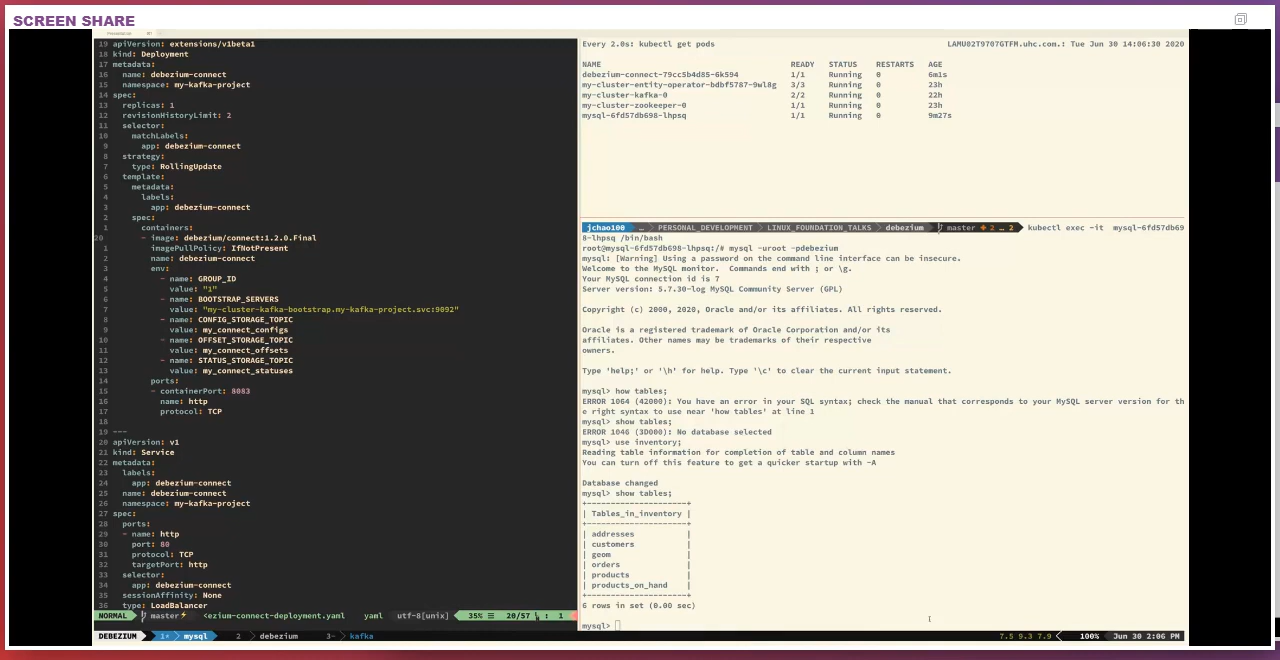 SCREEN SHARE
19 apiVersion: extensions/v1beta1
18 kind: Deployment
17 metadata:
16   name: debezium-connect
15   namespace: my-kafka-project
14 spec:
13   replicas: 1
12   revisionHistoryLimit: 2
11   selector:
10     matchLabels:
9       app: debezium-connect
8   strategy:
7     type: RollingUpdate
6   template:
5     metadata:
4       labels:
3         app: debezium-connect
2     spec:
1       containers:
20       - image: debezium/connect:1.2.0.Final
1         imagePullPolicy: IfNotPresent
2         name: debezium-connect
3         env:
4           - name: GROUP_ID
5             value: "1"
6           - name: BOOTSTRAP_SERVERS
7             value: "my-cluster-kafka-bootstrap.my-kafka-project.svc:9092"
8           - name: CONFIG_STORAGE_TOPIC
9             value: my_connect_configs
10           - name: OFFSET_STORAGE_TOPIC
11             value: my_connect_offsets
12           - name: STATUS_STORAGE_TOPIC
13             value: my_connect_statuses
14         ports:
15         - containerPort: 8083
16           name: http
17           protocol: TCP
18
19 ---
20 apiVersion: v1
21 kind: Service
22 metadata:
23   labels:
24     app: debezium-connect
25   name: debezium-connect
26   namespace: my-kafka-project
27 spec:
28   ports:
29   - name: http
30     port: 80
31     protocol: TCP
32     targetPort: http
33   selector:
34     app: debezium-connect
35   sessionAffinity: None
36   type: LoadBalancer
NORMAL master <ezium-connect-deployment.yaml yaml utf-8[unix] 35% 20/57 : 1
Every 2.0s: kubectl get pods LAMU02T9707GTFM.uhc.com.: Tue Jun 30 14:06:30 2020
NAME READY STATUS RESTARTS AGE
debezium-connect-79cc5b4d85-6k594 1/1 Running 0 6m1s
my-cluster-entity-operator-bdbf5787-9wl8g 3/3 Running 0 23h
my-cluster-kafka-0 2/2 Running 0 22h
my-cluster-zookeeper-0 1/1 Running 0 23h
mysql-6fd57db698-lhpsq 1/1 Running 0 9m27s
jchao100 … PERSONAL_DEVELOPMENT LINUX_FOUNDATION_TALKS debezium master 2 … 2 kubectl exec -it mysql-6fd57db69
8-lhpsq /bin/bash
root@mysql-6fd57db698-lhpsq:/# mysql -uroot -pdebezium
mysql: [Warning] Using a password on the command line interface can be insecure.
Welcome to the MySQL monitor.  Commands end with ; or \g.
Your MySQL connection id is 7
Server version: 5.7.30-log MySQL Community Server (GPL)
Copyright (c) 2000, 2020, Oracle and/or its affiliates. All rights reserved.
Oracle is a registered trademark of Oracle Corporation and/or its
affiliates. Other names may be trademarks of their respective
owners.
Type 'help;' or '\h' for help. Type '\c' to clear the current input statement.
mysql> how tables;
ERROR 1064 (42000): You have an error in your SQL syntax; check the manual that corresponds to your MySQL server version for th
e right syntax to use near 'how tables' at line 1
mysql> show tables;
ERROR 1046 (3D000): No database selected
mysql> use inventory;
Reading table information for completion of table and column names
You can turn off this feature to get a quicker startup with -A
Database changed
mysql> show tables;
+---------------------+
| Tables_in_inventory |
+---------------------+
| addresses           |
| customers           |
| geom                |
| orders              |
| products            |
| products_on_hand    |
+---------------------+
6 rows in set (0.00 sec)
mysql>
DEBEZIUM 1* mysql 2 debezium 3- kafka 7.5 9.3 7.9 100% Jun 30 2:06 PM